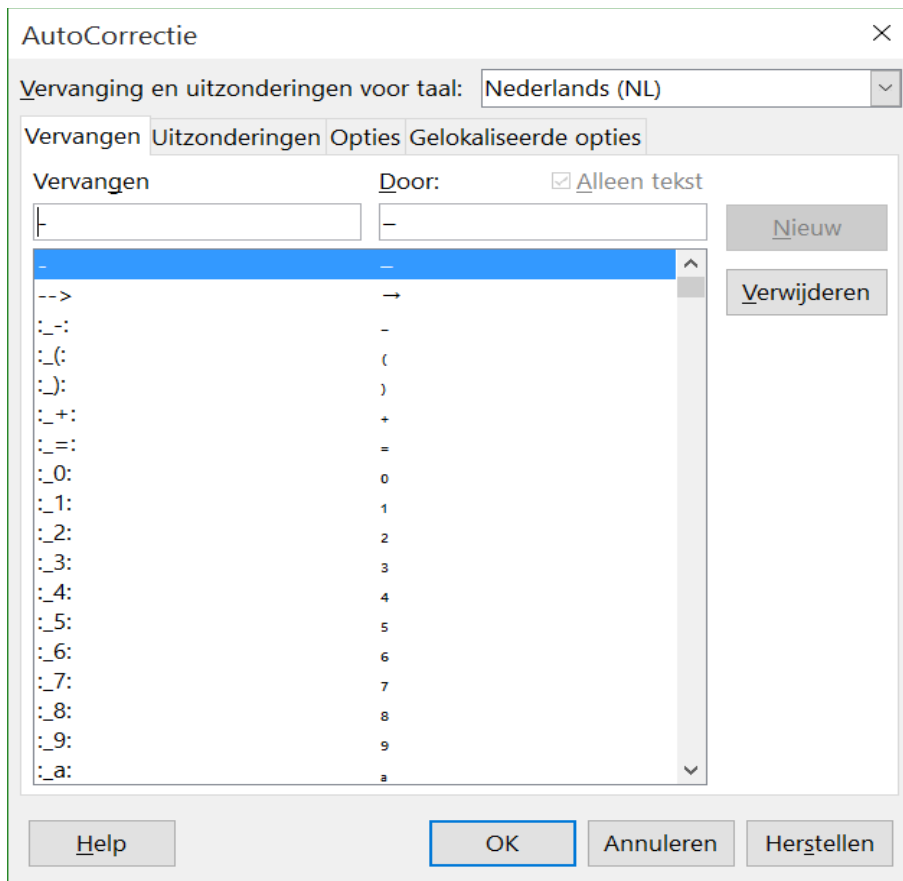 AutoCorrectie
Vervanging en uitzonderingen voor taal: Nederlands (NL)
Vervangen Uitzonderingen Opties Gelokaliseerde opties
Vervangen Door: Alleen tekst
- – Nieuw
- –
--> → Verwijderen
:_-: ₋
:_(: ₍
:_): ₎
:_+: ₊
:_=: ₌
:_0: ₀
:_1: ₁
:_2: ₂
:_3: ₃
:_4: ₄
:_5: ₅
:_6: ₆
:_7: ₇
:_8: ₈
:_9: ₉
:_a: ₐ
Help OK Annuleren Herstellen